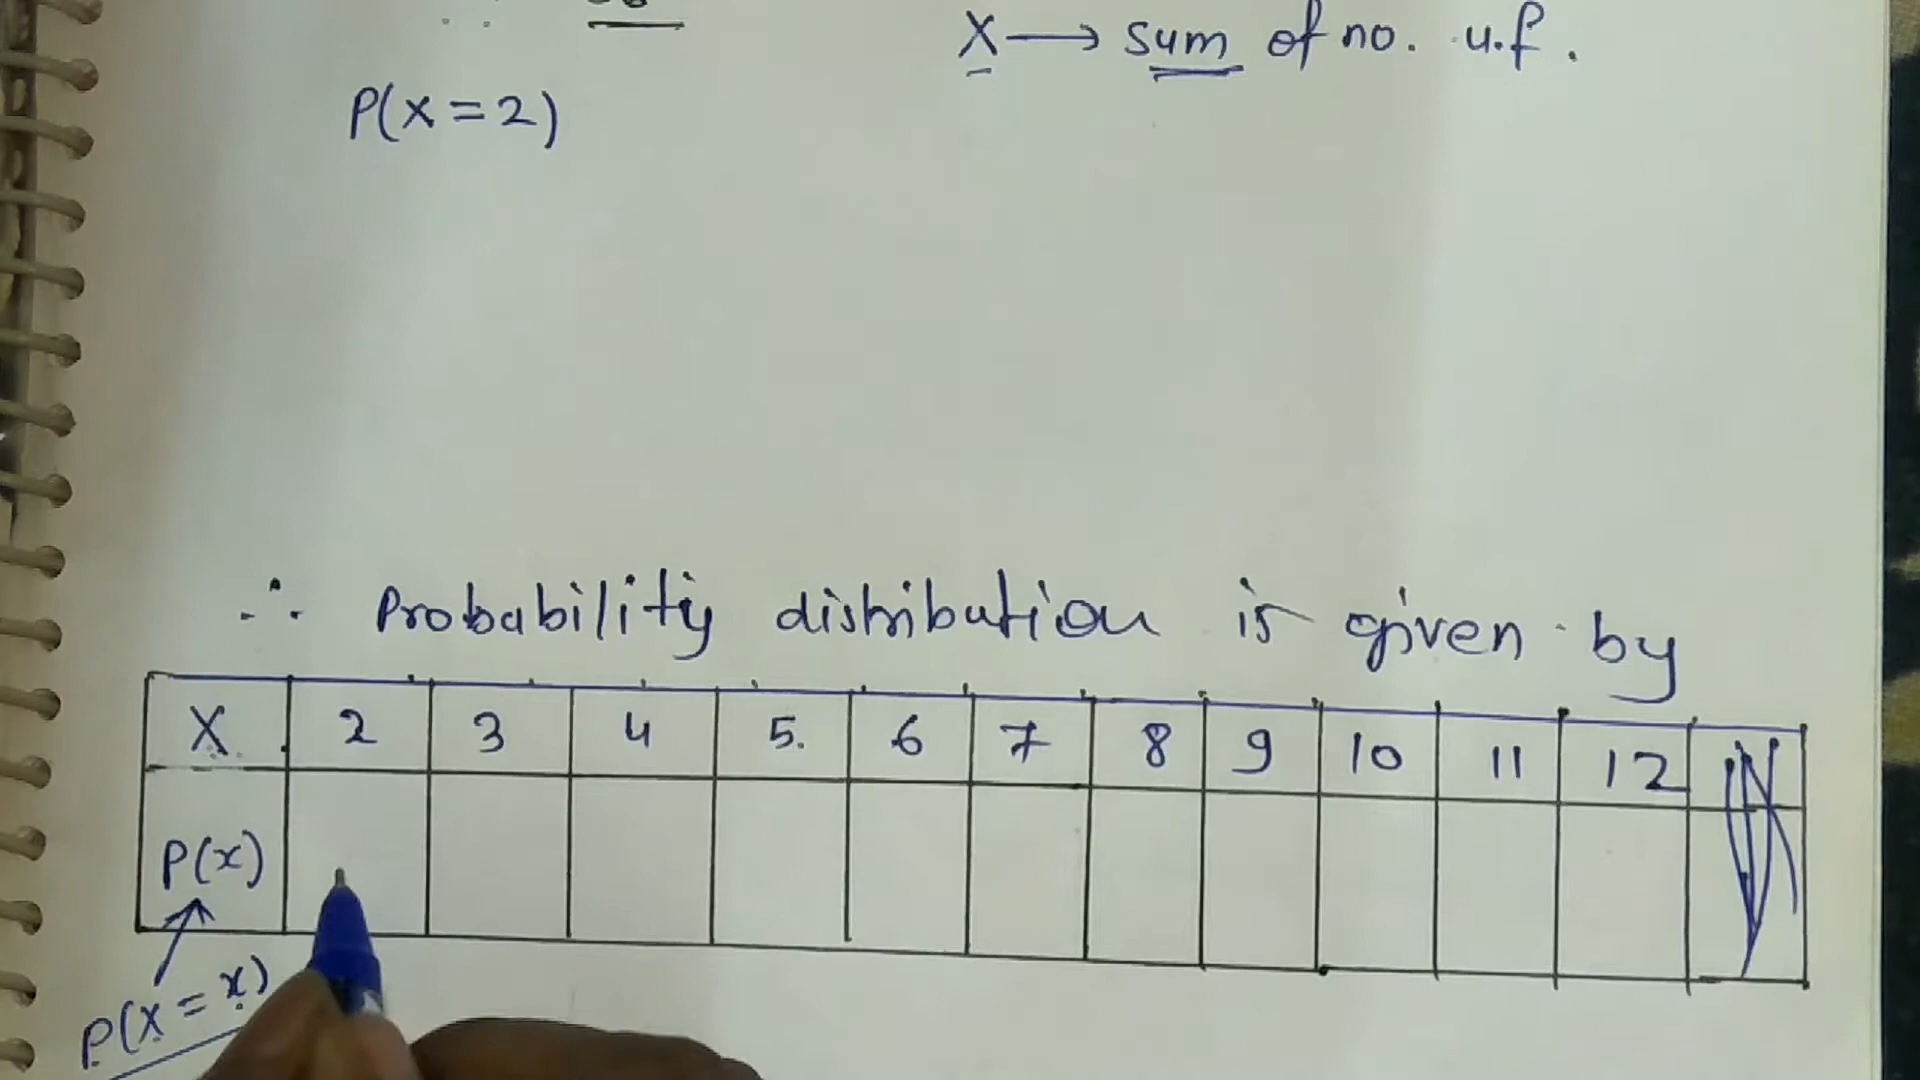 X → sum of no. u.f.
P(X=2)
∴ Probability distribution is given by
X 2 3 4 5. 6 7 8 9 10 11 12
P(x)
P(X=x)